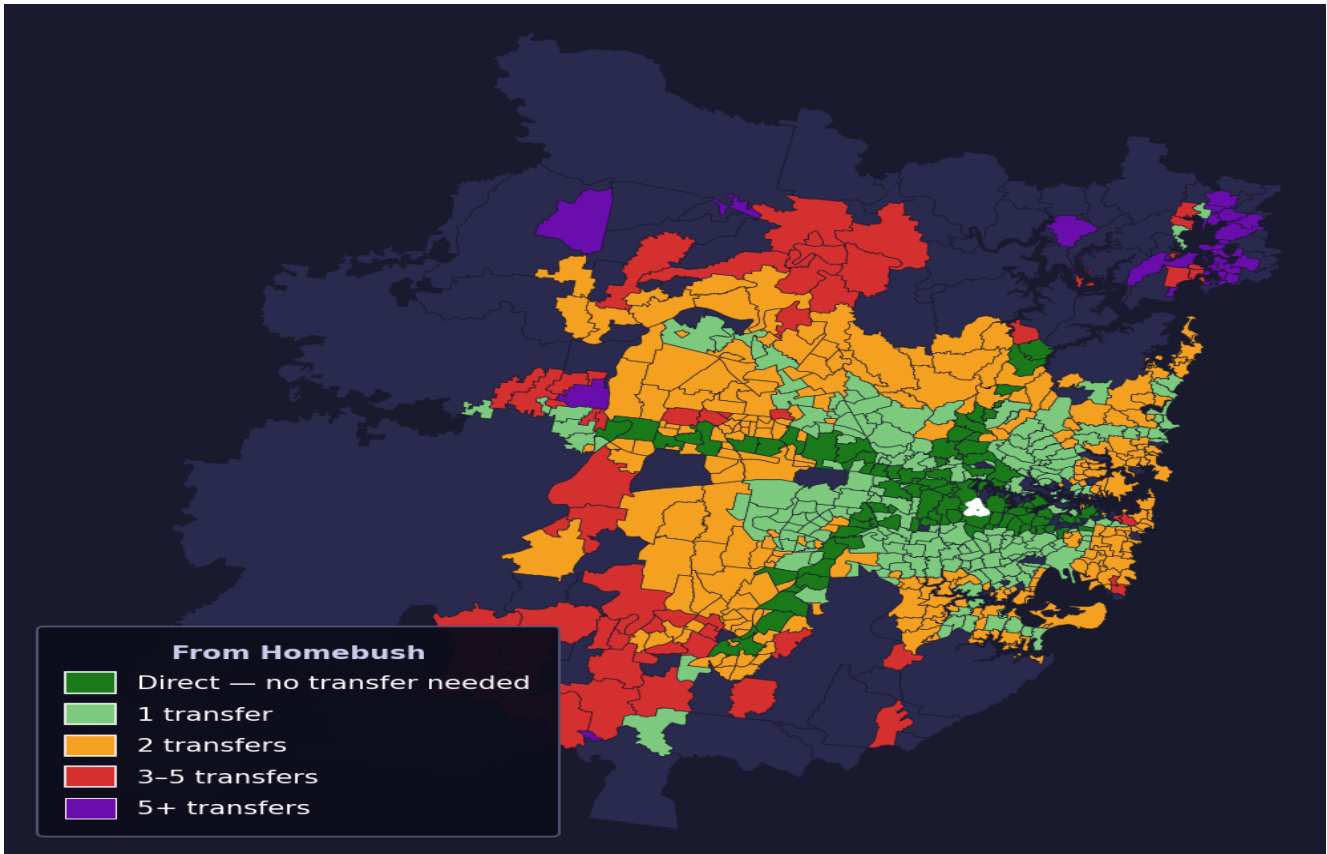 From Homebush
Direct — no transfer needed
1 transfer
2 transfers
3–5 transfers
5+ transfers